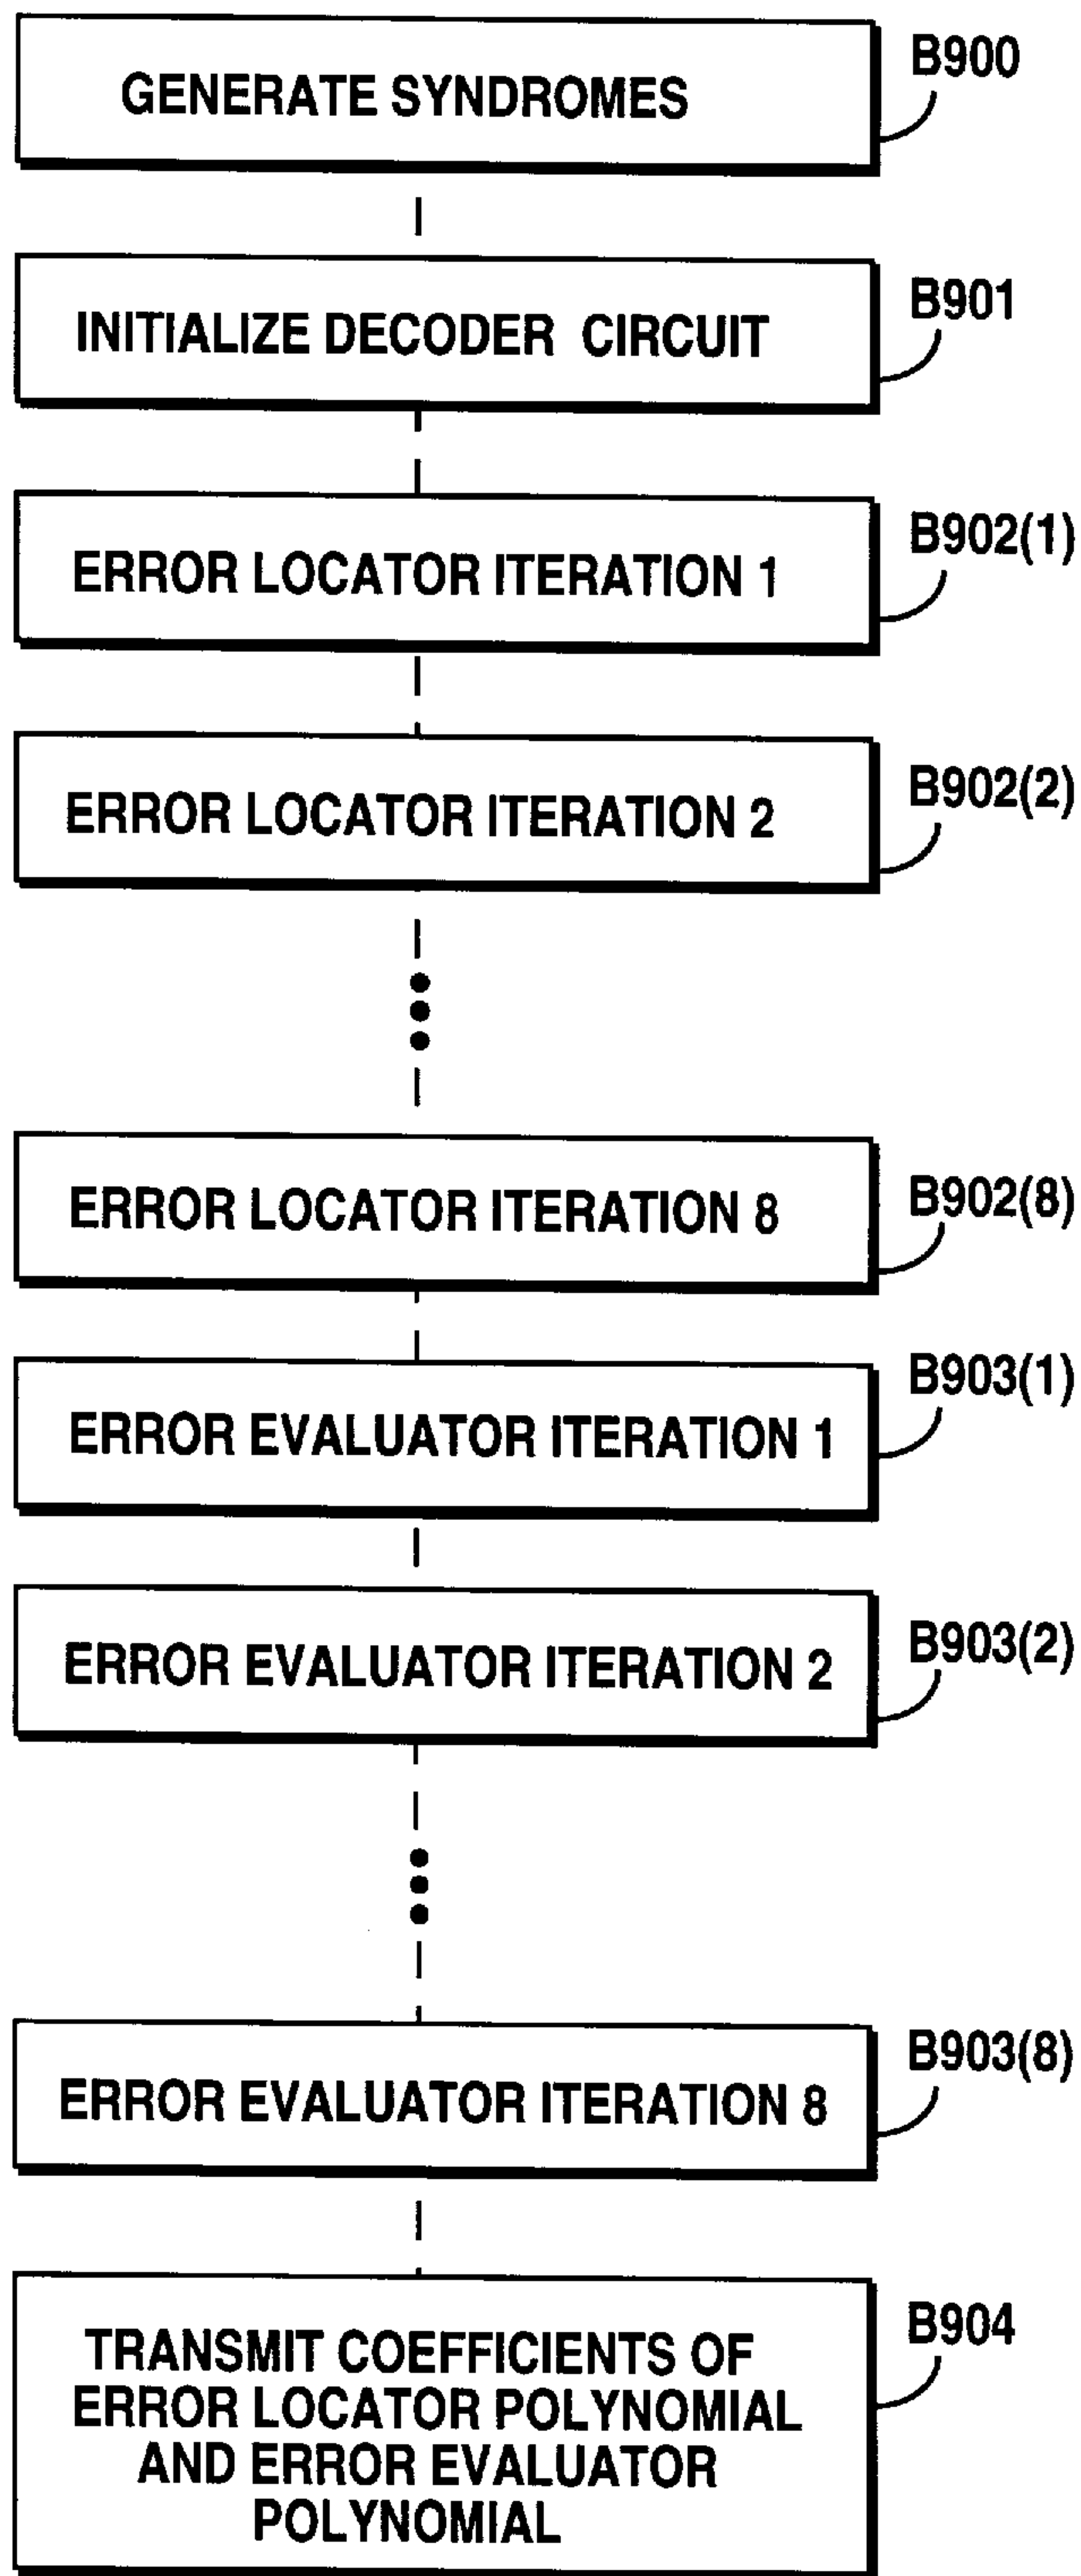 GENERATE SYNDROMES
B900
INITIALIZE DECODER CIRCUIT
B901
ERROR LOCATOR ITERATION 1
B902(1)
ERROR LOCATOR ITERATION 2
B902(2)
ERROR LOCATOR ITERATION 8
B902(8)
ERROR EVALUATOR ITERATION 1
B903(1)
ERROR EVALUATOR ITERATION 2
B903(2)
ERROR EVALUATOR ITERATION 8
B903(8)
TRANSMIT COEFFICIENTS OF
ERROR LOCATOR POLYNOMIAL
AND ERROR EVALUATOR
POLYNOMIAL
B904